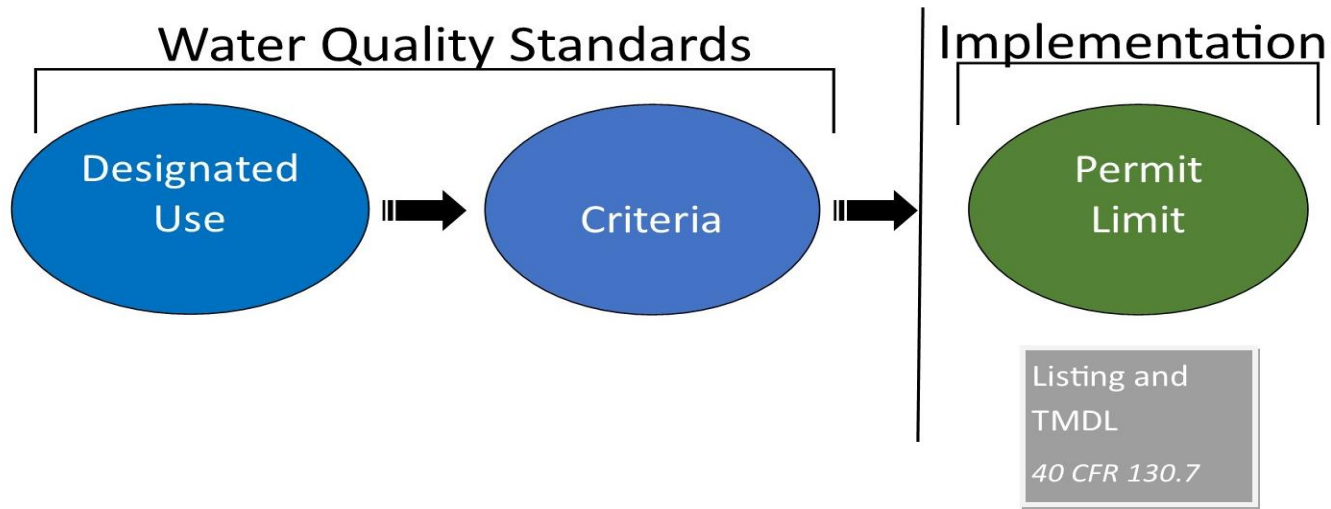 Water Quality Standards
Implementation
Designated
Use
Criteria
Permit
Limit
Listing and
TMDL
40 CFR 130.7